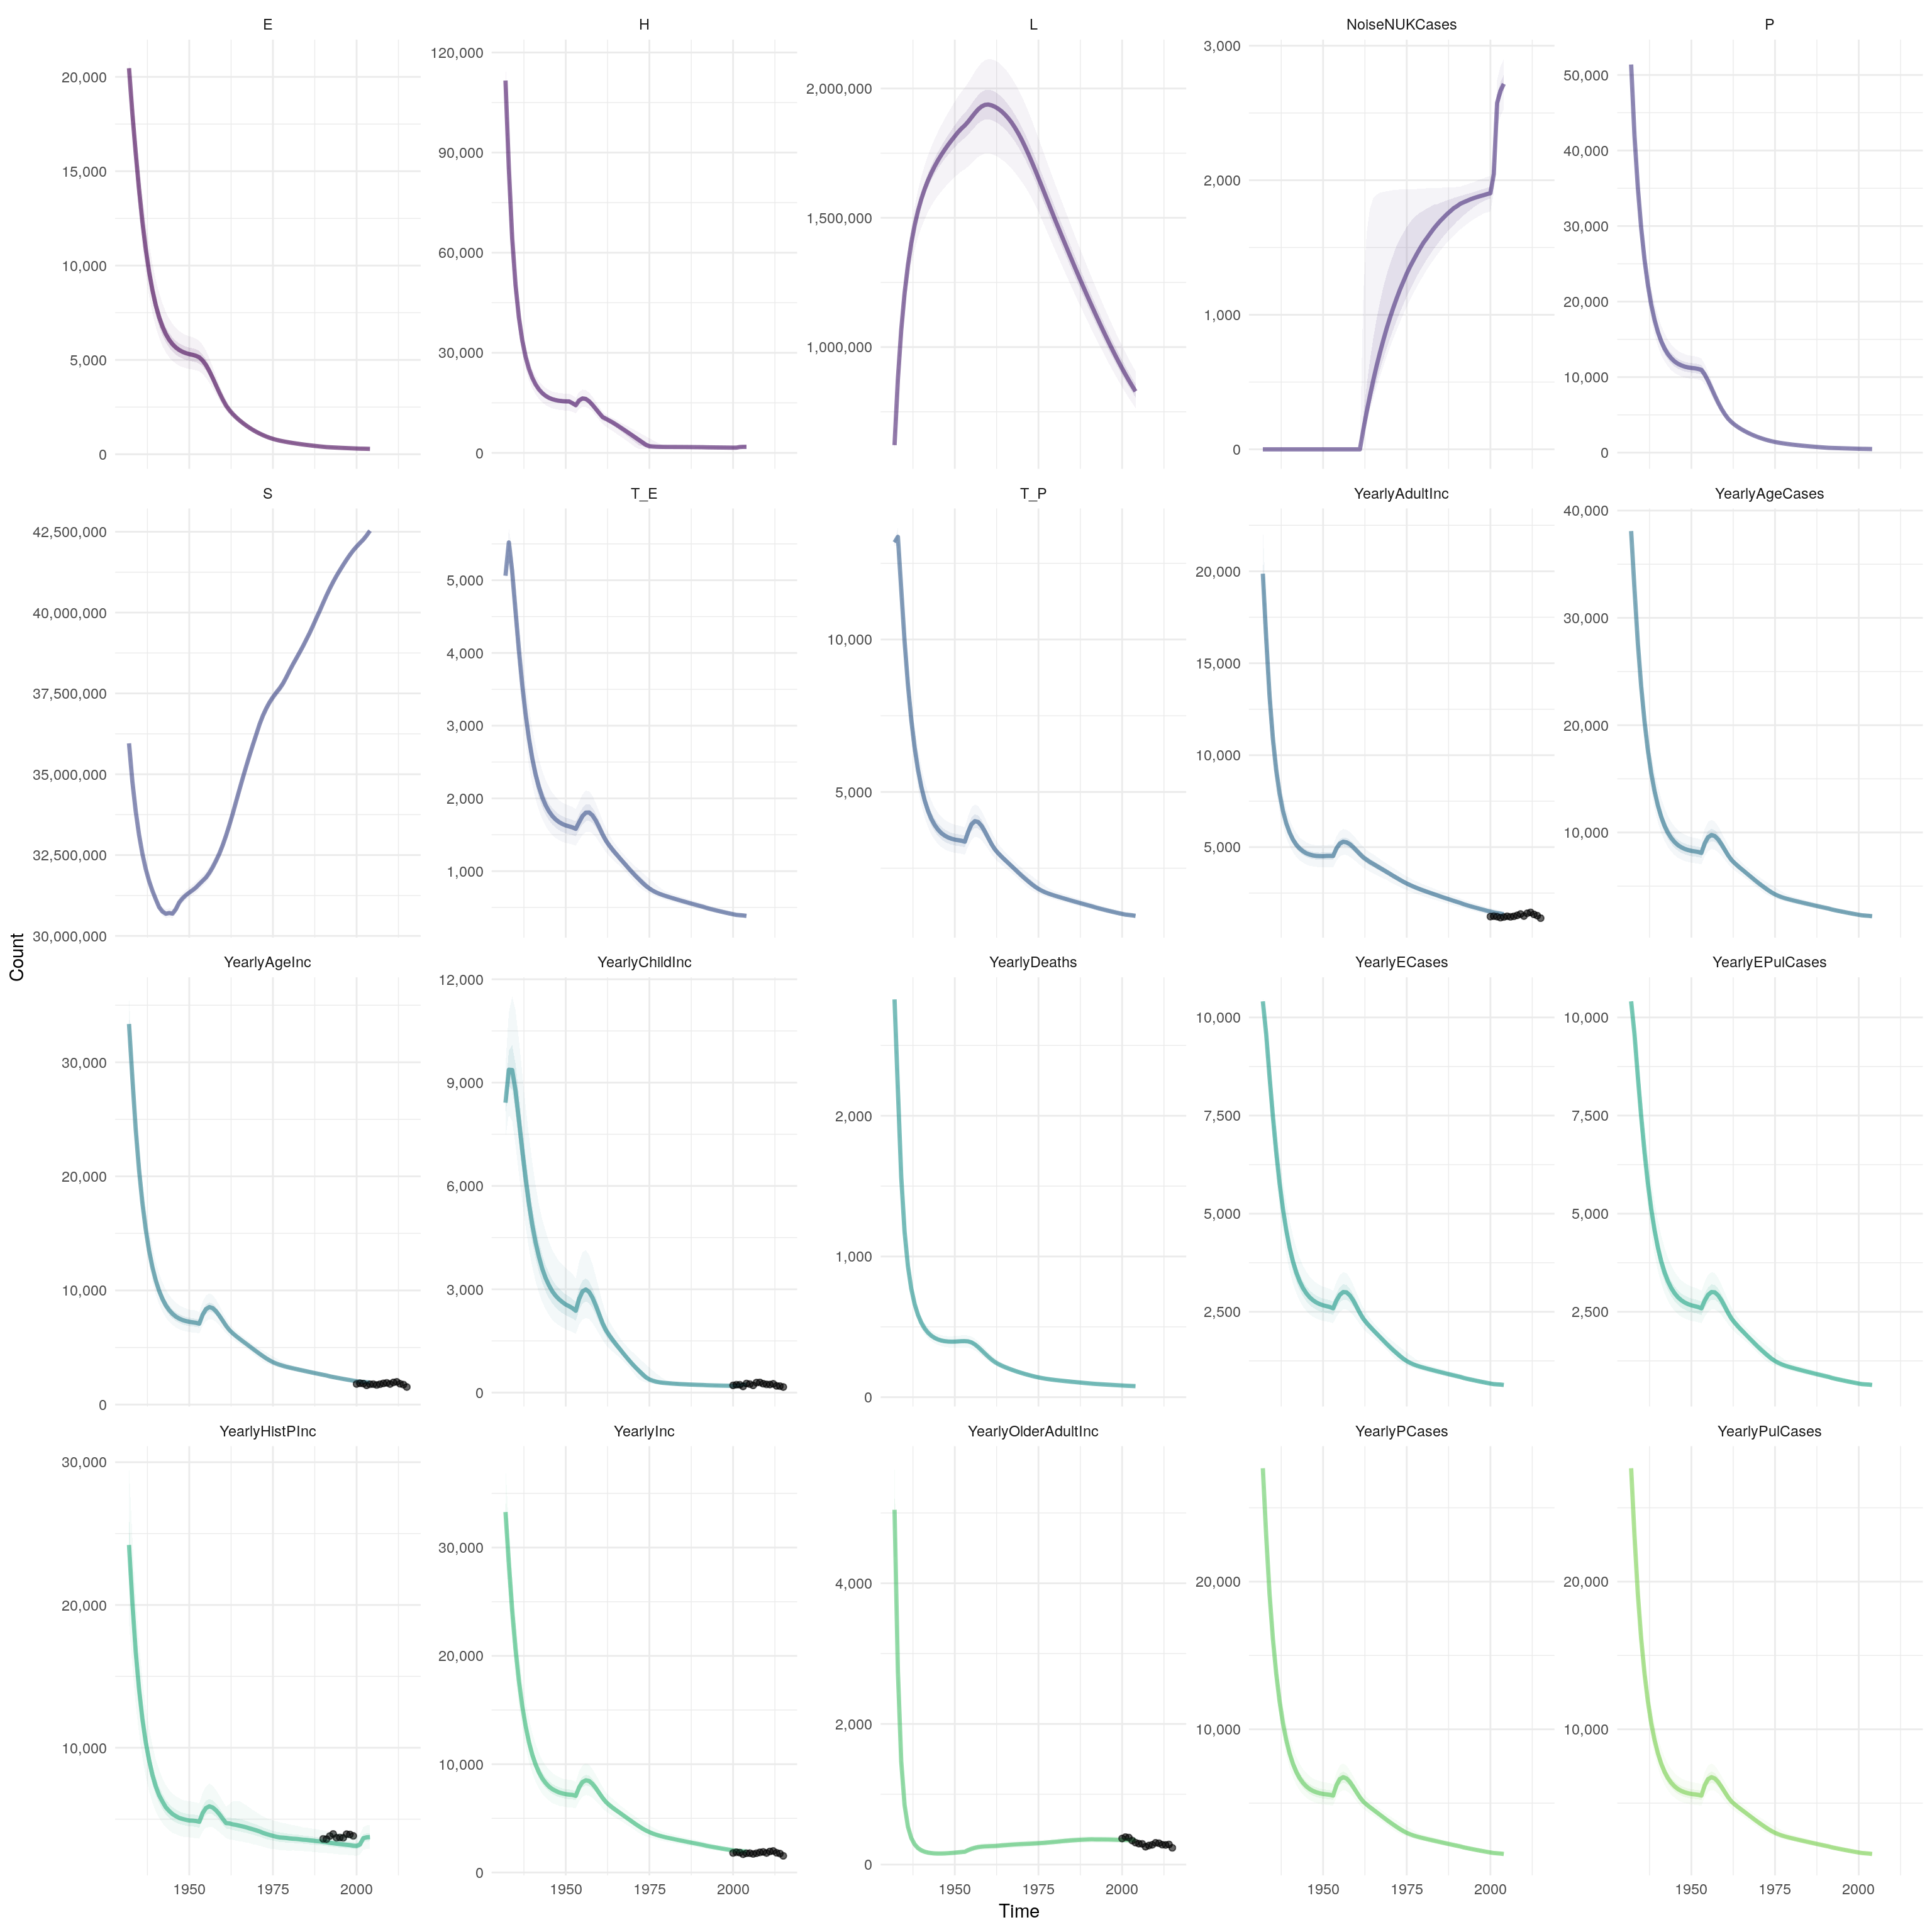 E H L NoiseNUKCases P
120,000 3,000
20,000 2,000,000 50,000
90,000 40,000
15,000 2,000
60,000 1,500,000 30,000
10,000 20,000
1,000
30,000 1,000,000
5,000 10,000
0 0 0 0
S T_E T_P YearlyAdultInc YearlyAgeCases
42,500,000 40,000
5,000 20,000
40,000,000 10,000 30,000
4,000 15,000
37,500,000
3,000 20,000
35,000,000 10,000
2,000 5,000
32,500,000 5,000 10,000
1,000
30,000,000
Count
YearlyAgeInc YearlyChildInc YearlyDeaths YearlyECases YearlyEPulCases
12,000
30,000 10,000 10,000
9,000
2,000 7,500 7,500
20,000 6,000
1,000 5,000 5,000
10,000 3,000
2,500 2,500
0 0 0
YearlyHistPInc YearlyInc YearlyOlderAdultInc YearlyPCases YearlyPulCases
30,000
30,000 4,000
20,000 20,000 20,000 20,000
2,000
10,000 10,000 10,000 10,000
0 0
1950 1975 2000 1950 1975 2000 1950 1975 2000 1950 1975 2000 1950 1975 2000
Time